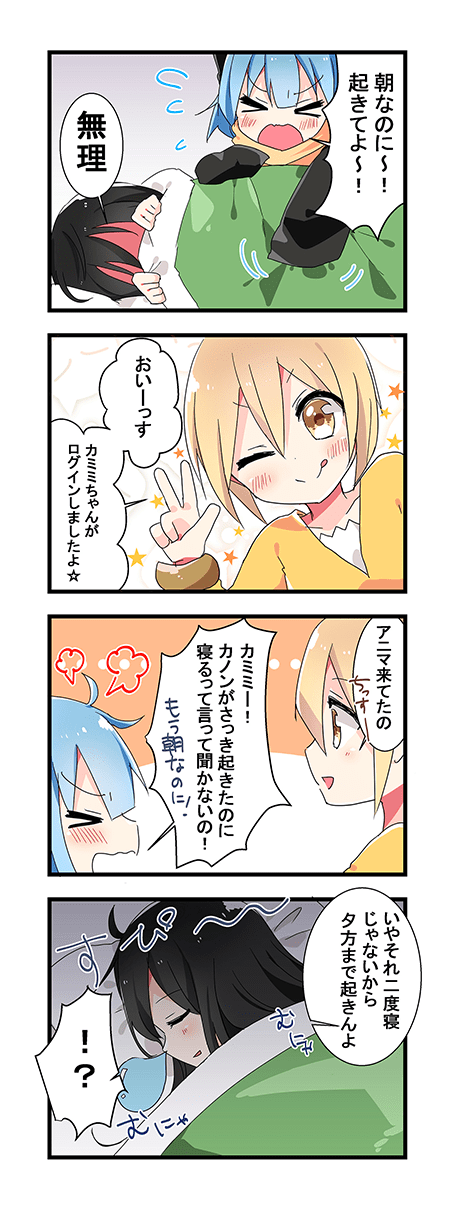 朝なのに～！
起きてよ～！
無理
おいーっす
カミミちゃんが
ログインしましたよ☆
アニマ来てたの
ちっすー
カミミー！
カノンがさっき起きたのに
寝るって言って聞かないの！
もう朝なのに！
いやそれ二度寝
じゃないから
夕方まで起きんよ
すぴ～～
むにゃ
むにゃ
！？